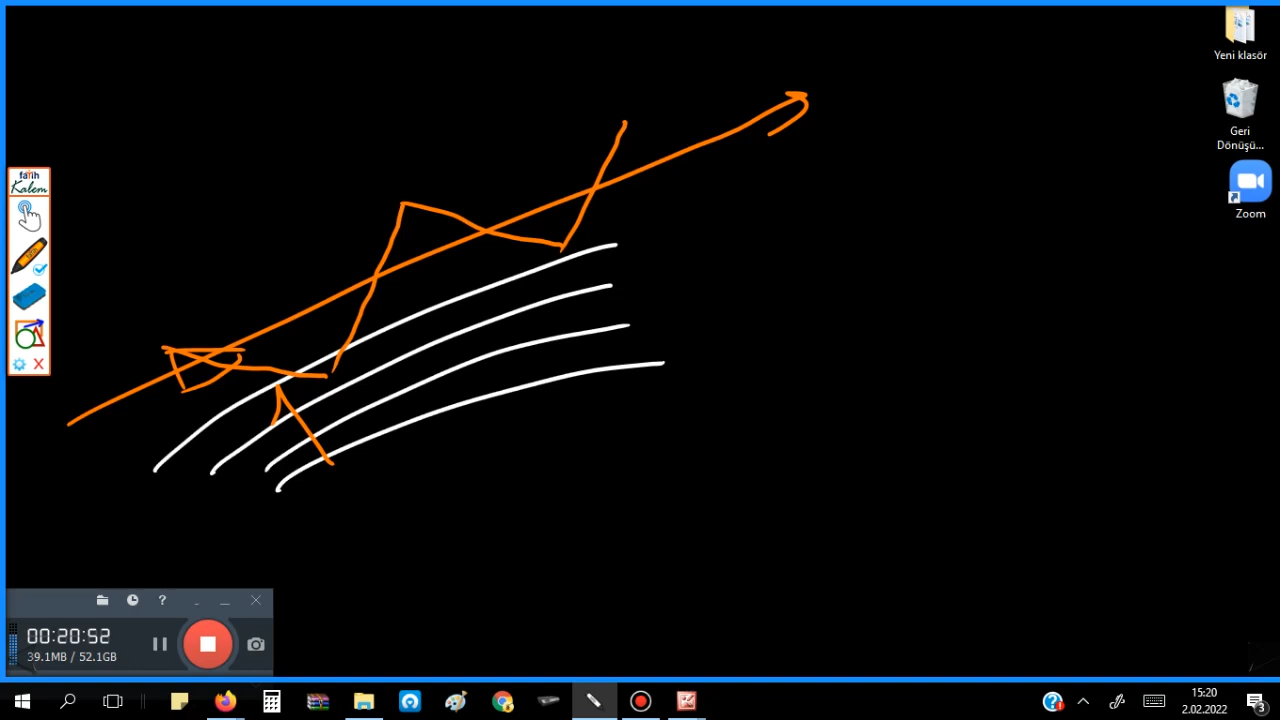 Yeni klasör
Geri
Dönüşü...
Zoom
fatih
Kalem
?
00:20:52
39.1MB / 52.1GB
15:20
2.02.2022
3